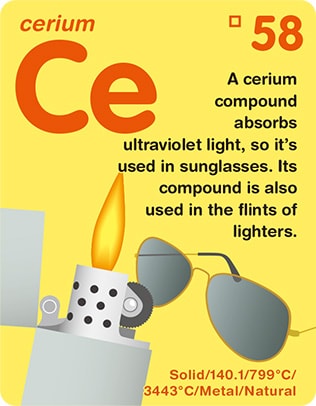 cerium
58
Ce
A cerium
compound
absorbs
ultraviolet light, so it's
used in sunglasses. Its
compound is also
used in the flints of
lighters.
Solid/140.1/799°C/
3443°C/Metal/Natural